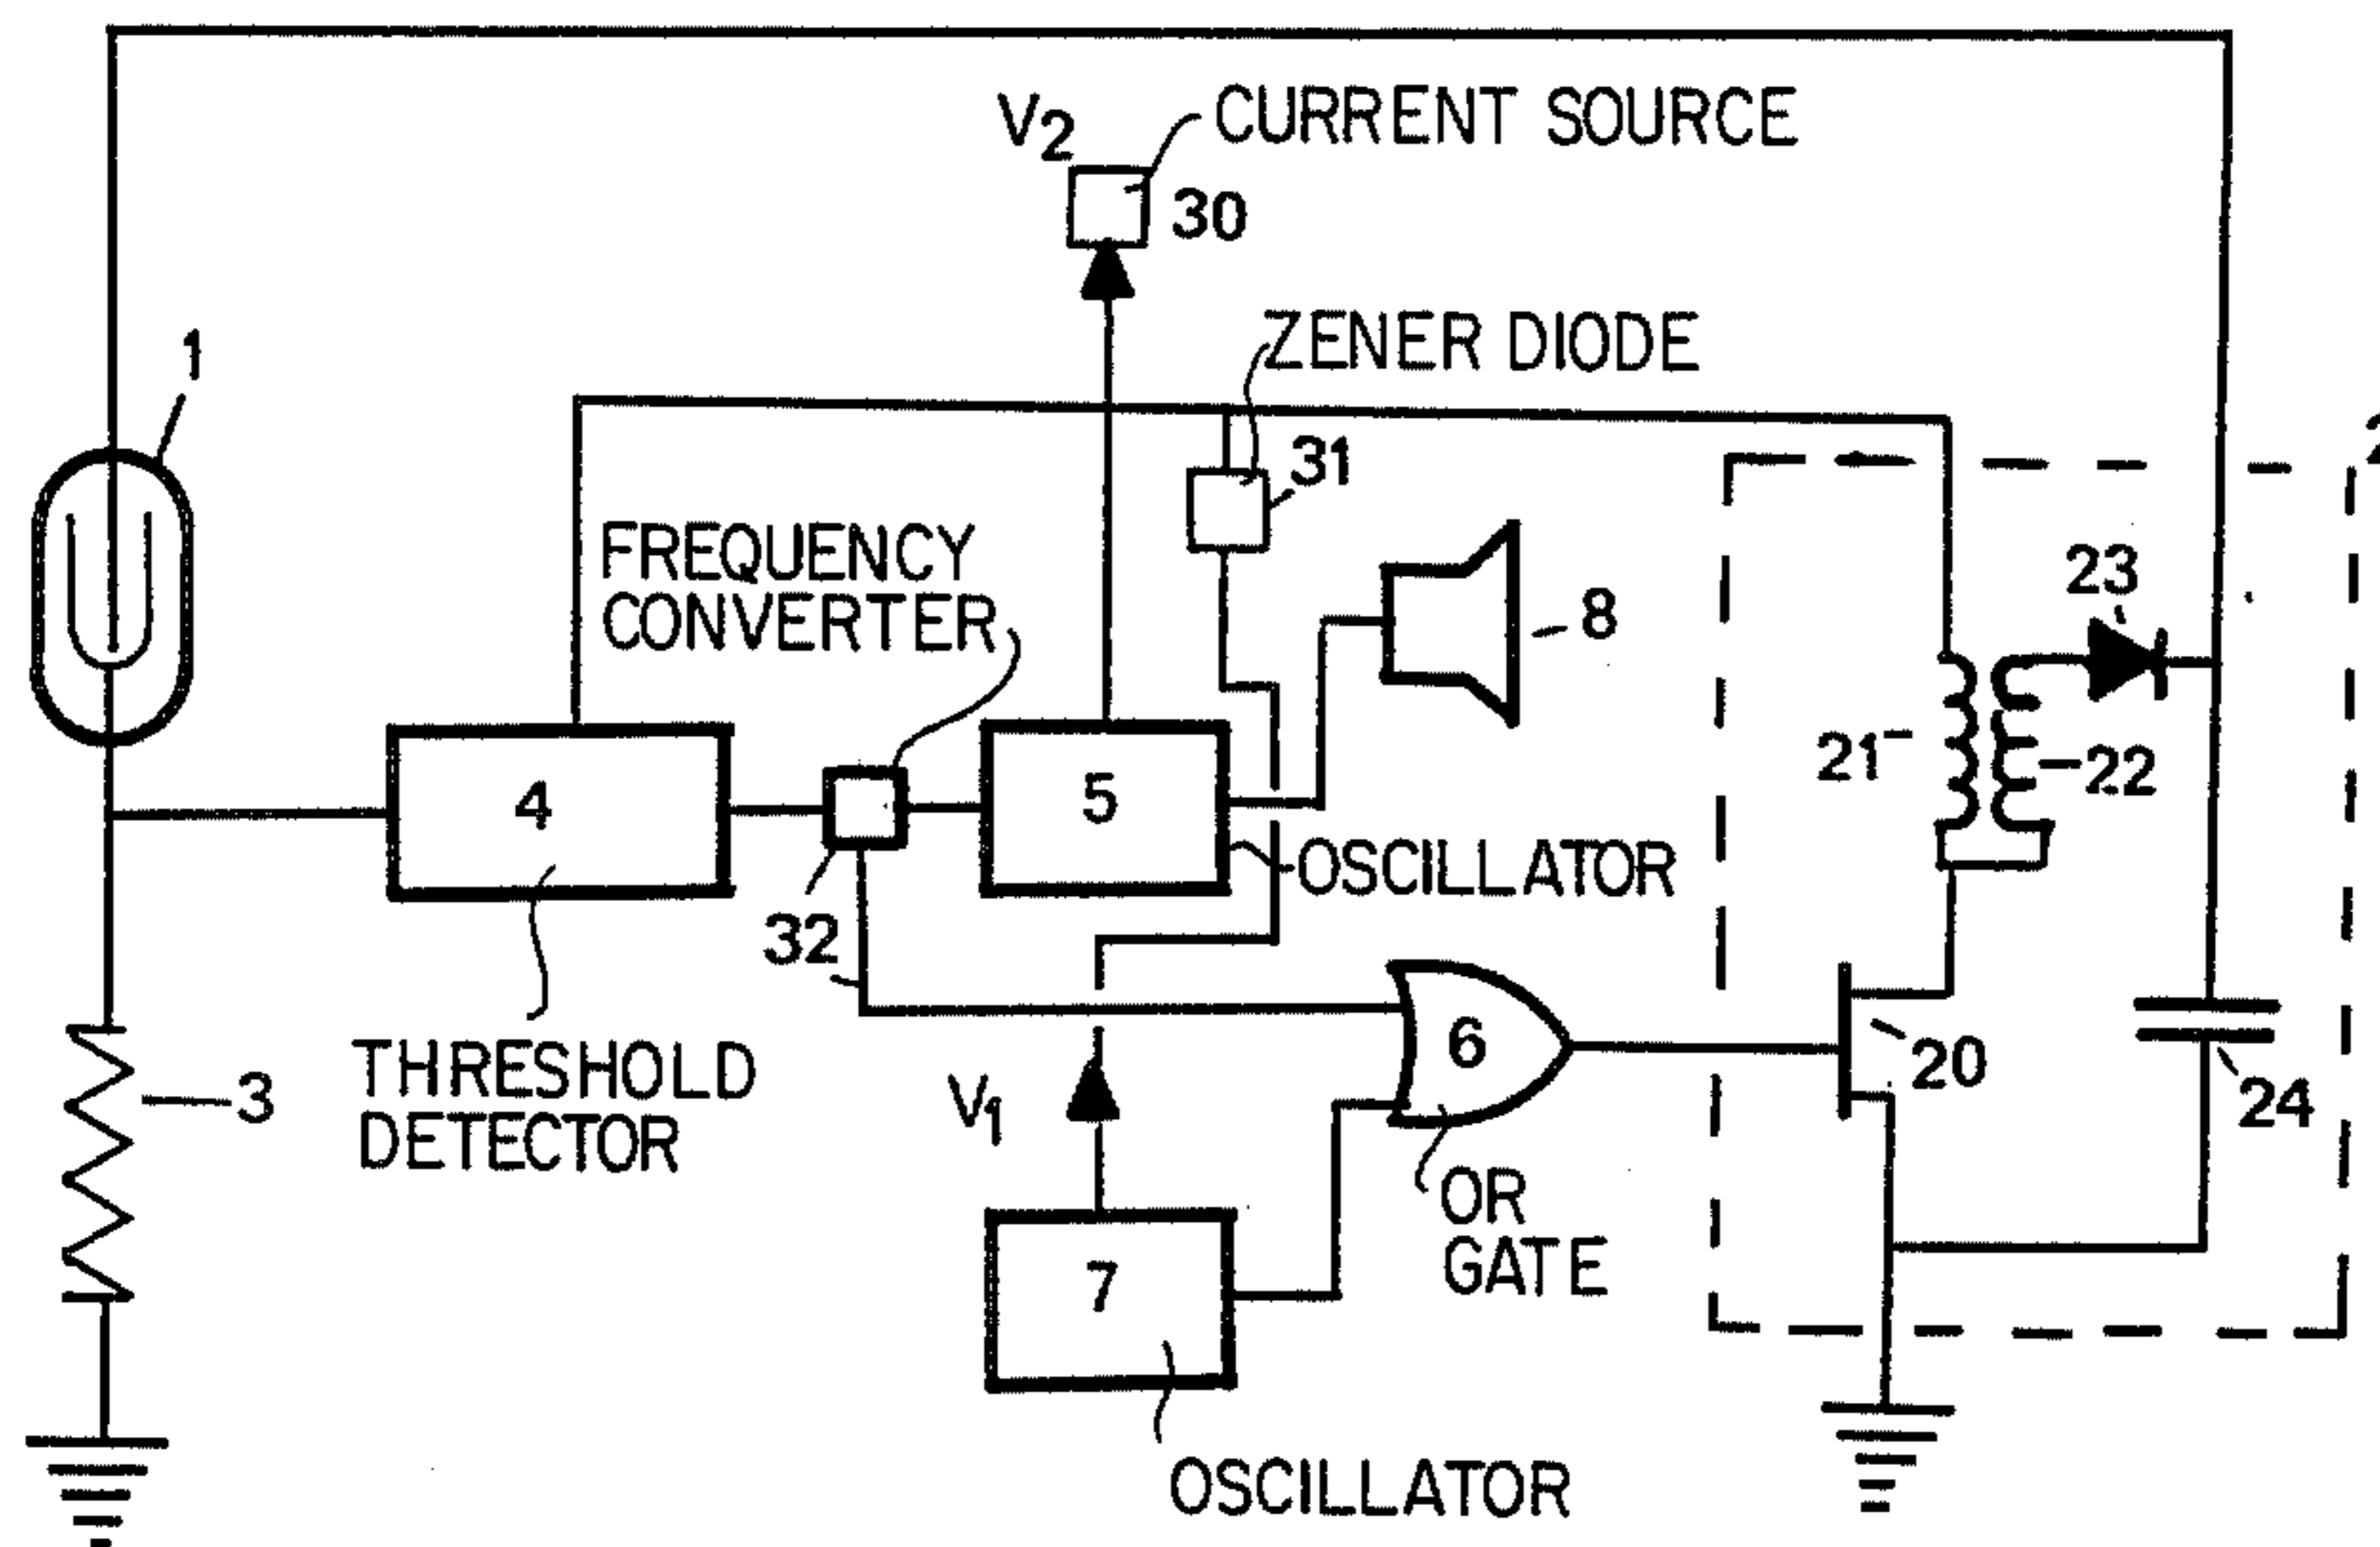 V2
CURRENT SOURCE
30
ZENER DIODE
31
1
2
FREQUENCY
CONVERTER
8
23
21
22
4
5
OSCILLATOR
32
6
20
24
THRESHOLD
DETECTOR
3
V1
OR
GATE
7
OSCILLATOR